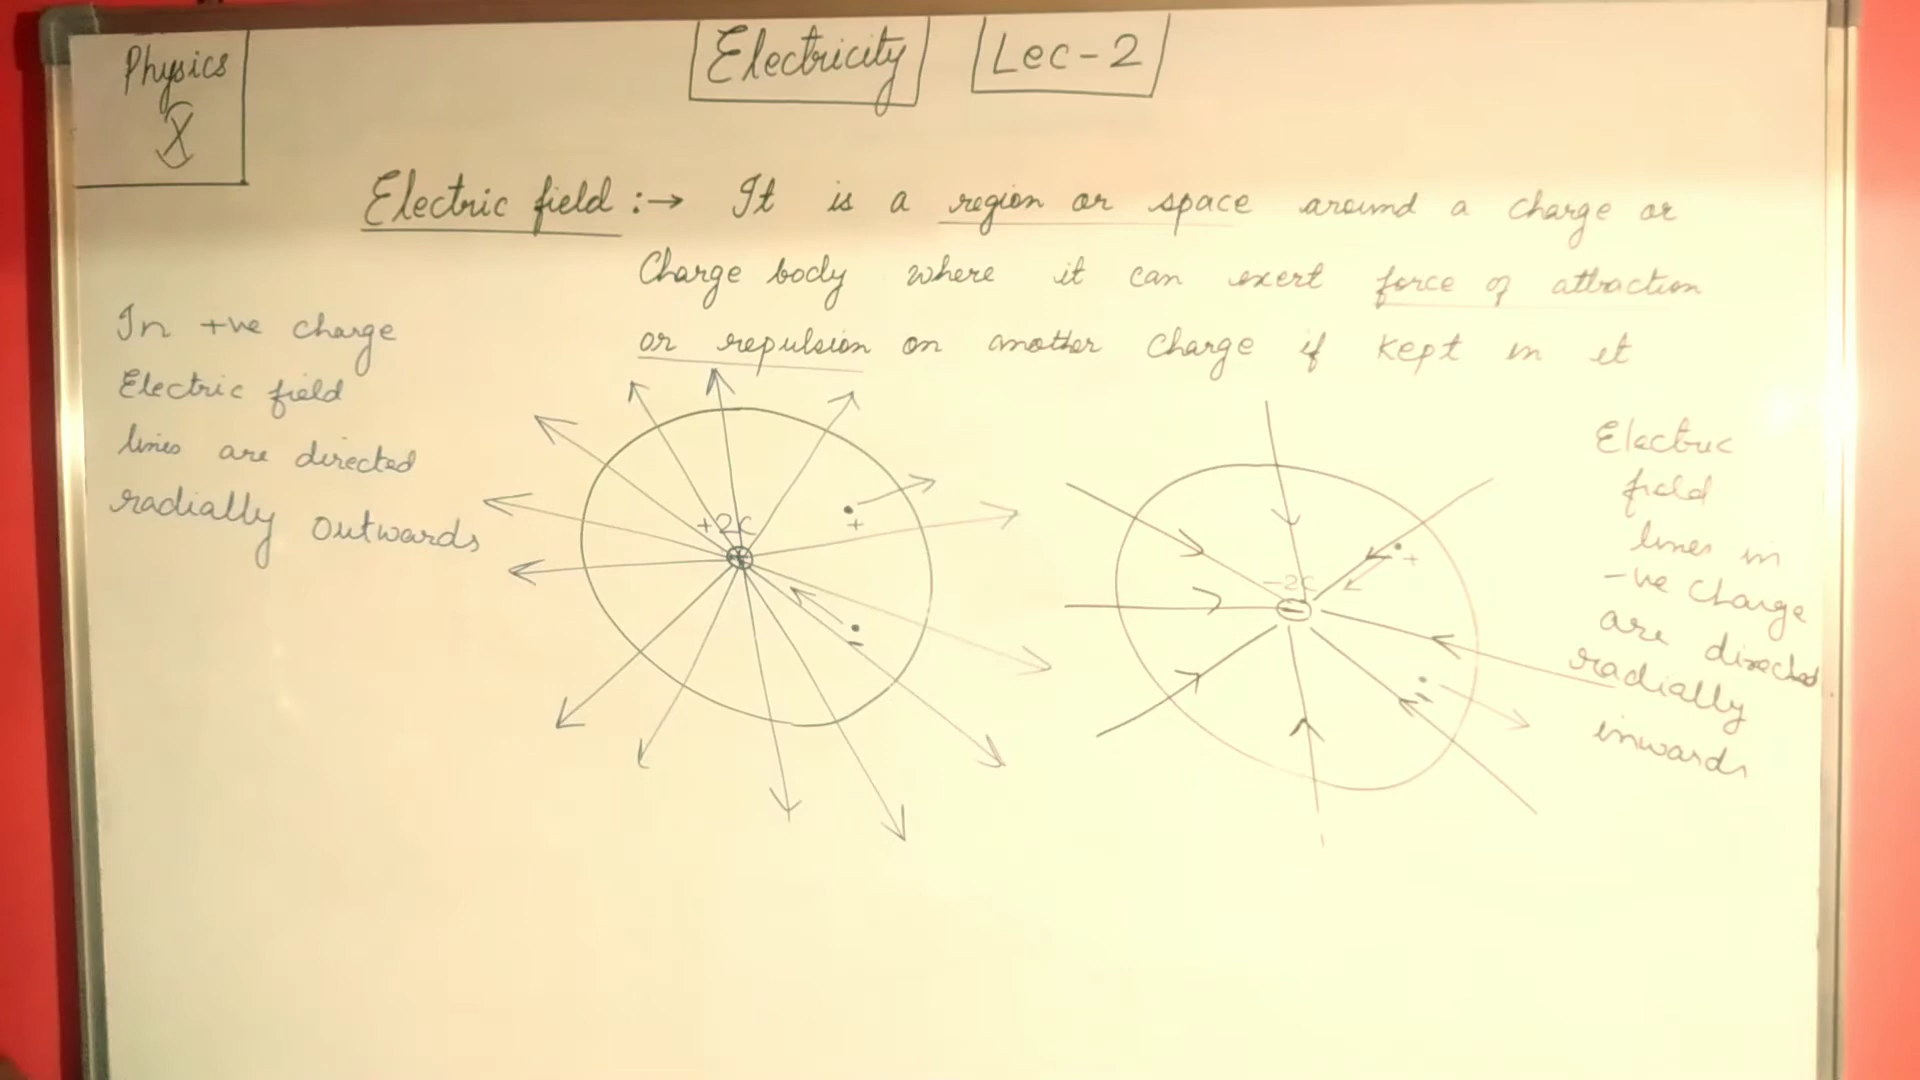 Physics
X
Electricity
Lec-2
Electric field :→ It is a region or space around a charge or
Charge body where it can exert force of attraction
or repulsion on another charge if kept in it
In +ve charge
Electric field
lines are directed
radially outwards
+2C
+
+
-
-2C
-
+
-
Electric
field
lines in
-ve charge
are directed
radially
inwards